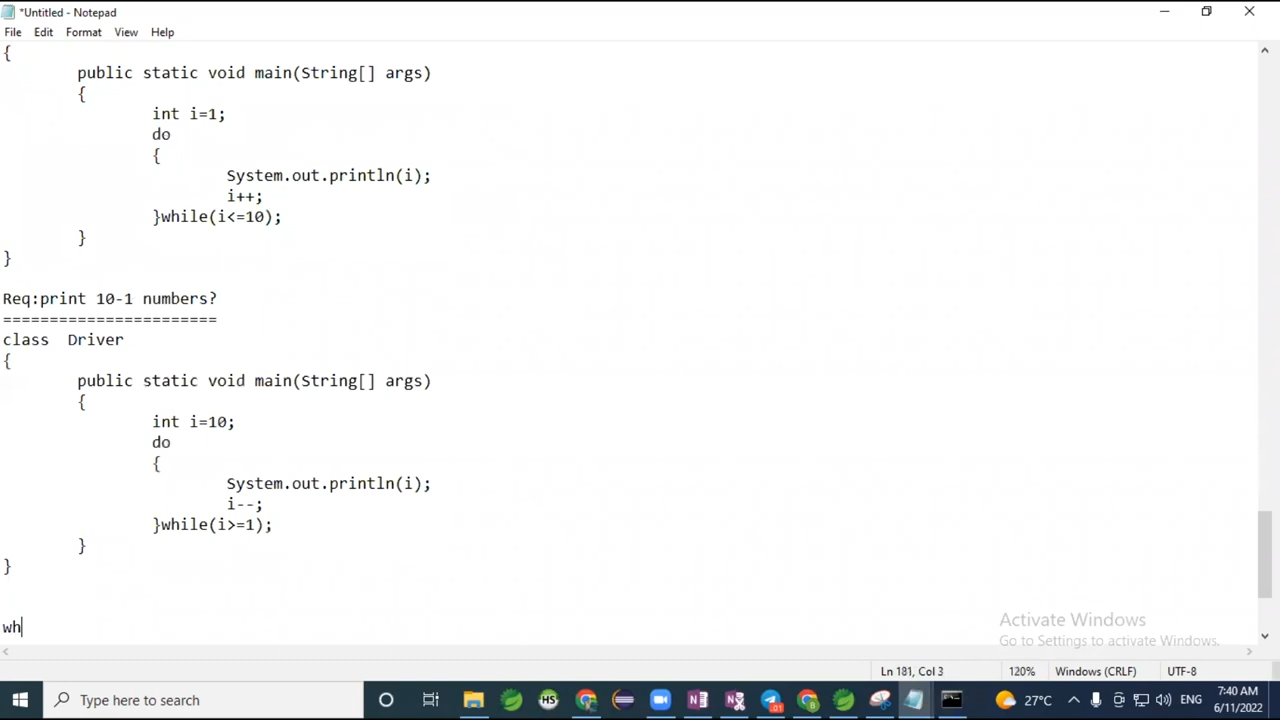 *Untitled - Notepad
File Edit Format View Help
{
public static void main(String[] args)
{
int i=1;
do
{
System.out.println(i);
i++;
}while(i<=10);
}
}
Req:print 10-1 numbers?
=======================
class  Driver
{
public static void main(String[] args)
{
int i=10;
do
{
System.out.println(i);
i--;
}while(i>=1);
}
}
wh
Activate Windows
Go to Settings to activate Windows.
Ln 181, Col 3 120% Windows (CRLF) UTF-8
Type here to search HS 01 27°C ENG 7:40 AM
6/11/2022